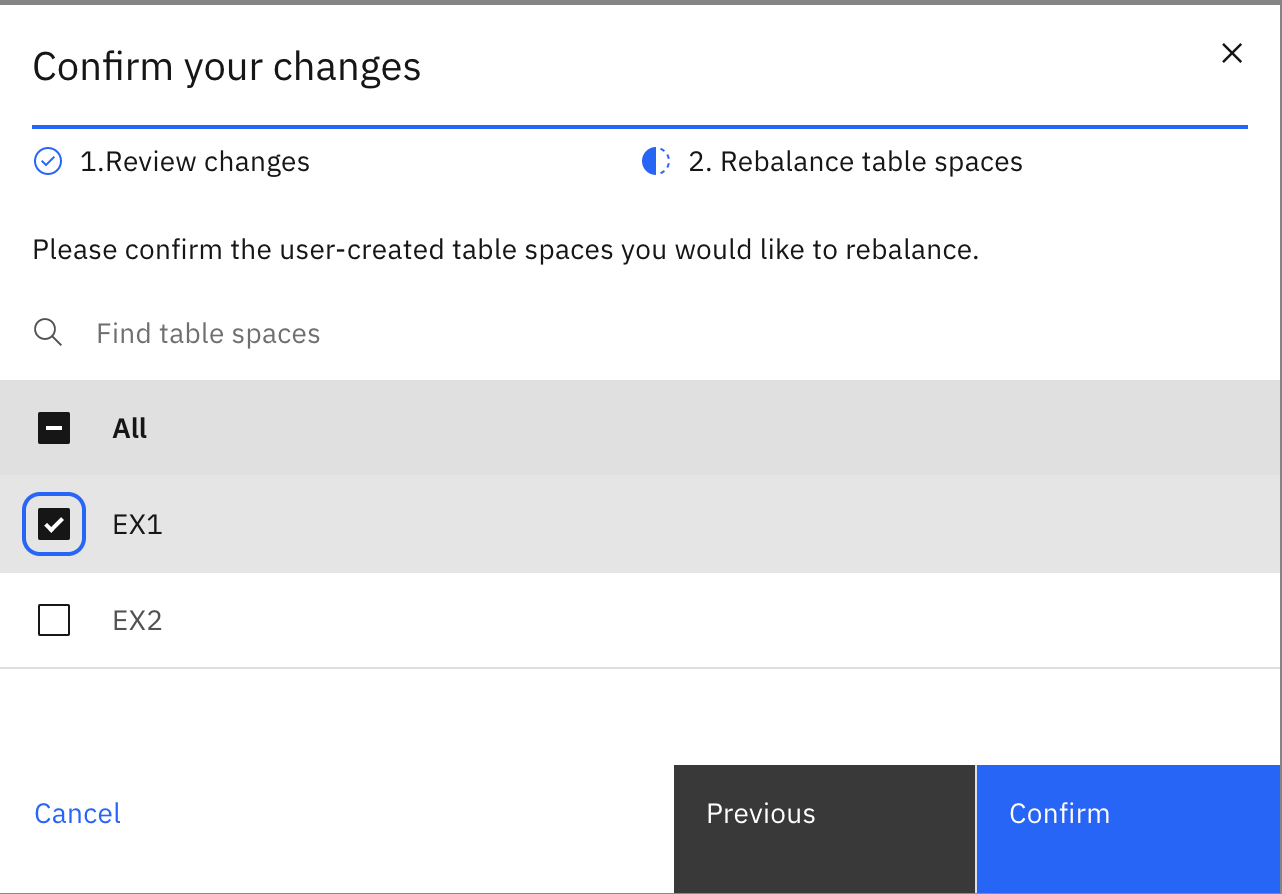 Confirm your changes
1.Review changes
2. Rebalance table spaces
Please confirm the user-created table spaces you would like to rebalance.
Find table spaces
All
EX1
EX2
Cancel
Previous
Confirm